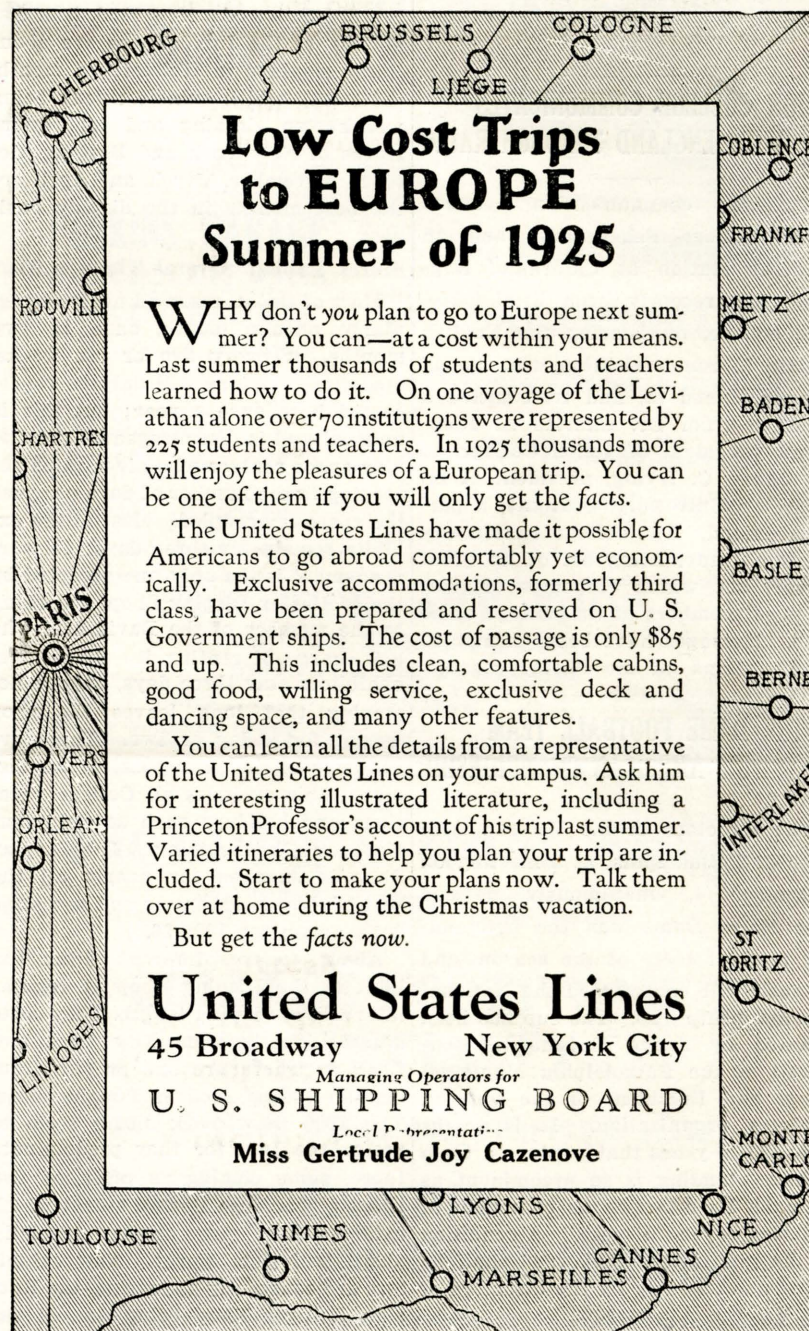 CHERBOURG
BRUSSELS
COLOGNE
LIÉGE
Low Cost Trips
to EUROPE
Summer of 1925
COBLENCE
FRANKF
TROUVILL
METZ
WHY don't you plan to go to Europe next sum-
mer? You can—at a cost within your means.
Last summer thousands of students and teachers
learned how to do it. On one voyage of the Levi-
athan alone over 70 institutions were represented by
225 students and teachers. In 1925 thousands more
will enjoy the pleasures of a European trip. You can
be one of them if you will only get the facts.
BADEN
CHARTRES
The United States Lines have made it possible for
Americans to go abroad comfortably yet econom-
ically. Exclusive accommodations, formerly third
class, have been prepared and reserved on U. S.
Government ships. The cost of passage is only $85
and up. This includes clean, comfortable cabins,
good food, willing service, exclusive deck and
dancing space, and many other features.
BASLE
PARIS
BERNE
You can learn all the details from a representative
of the United States Lines on your campus. Ask him
for interesting illustrated literature, including a
Princeton Professor's account of his trip last summer.
Varied itineraries to help you plan your trip are in-
cluded. Start to make your plans now. Talk them
over at home during the Christmas vacation.
VERS
ORLEANS
INTERLAKE
But get the facts now.
ST
MORITZ
United States Lines
45 Broadway New York City
Managing Operators for
U. S. SHIPPING BOARD
Local Representative
Miss Gertrude Joy Cazenove
LIMOGES
MONTE
CARLO
TOULOUSE
NIMES
LYONS
NICE
CANNES
MARSEILLES